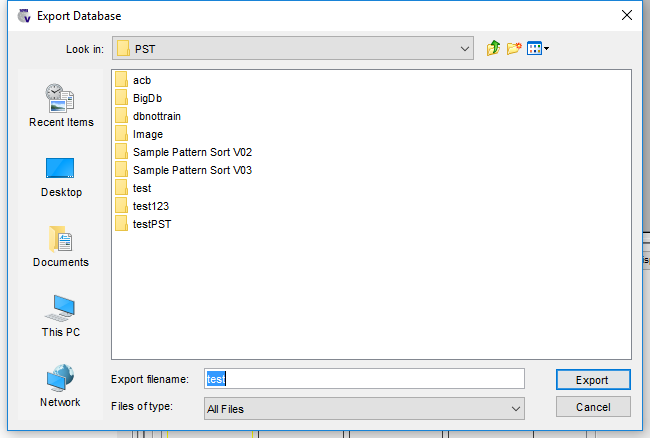 Export Database
Look in:
PST
acb
BigDb
dbnottrain
Image
Sample Pattern Sort V02
Sample Pattern Sort V03
test
test123
testPST
Recent Items
Desktop
Documents
This PC
Network
Export filename:
test
Export
Files of type:
All Files
Cancel